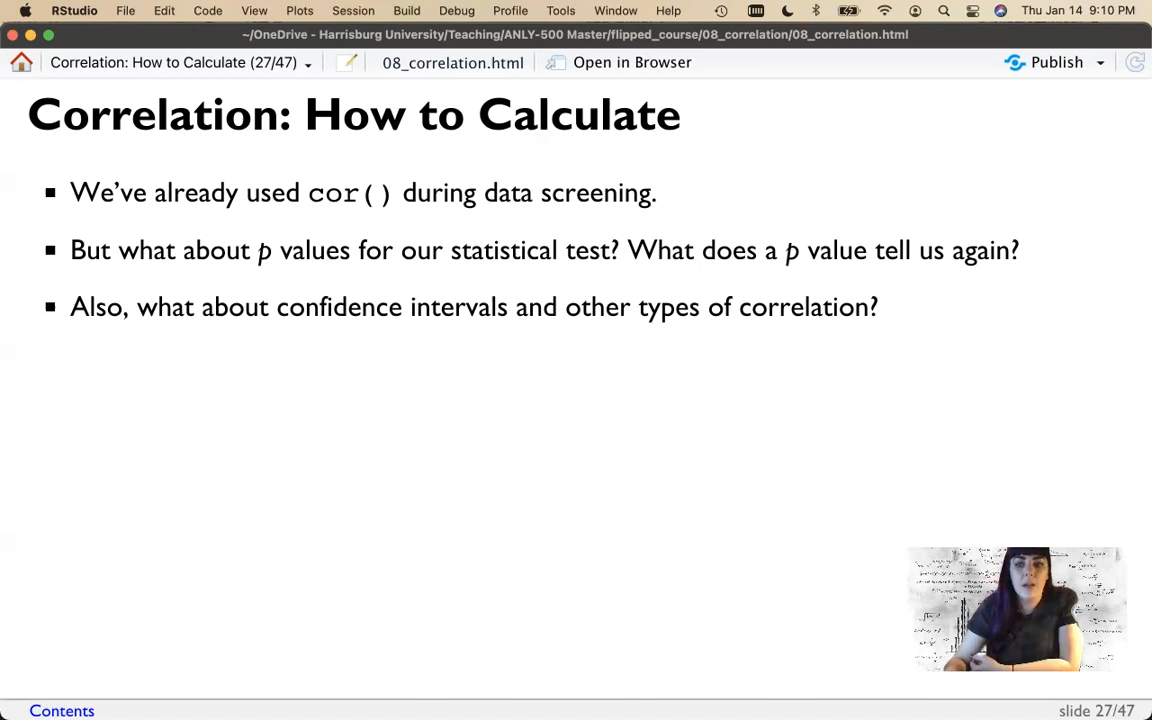 RStudio File Edit Code View Plots Session Build Debug Profile Tools Window Help Thu Jan 14 9:10 PM
~/OneDrive - Harrisburg University/Teaching/ANLY-500 Master/flipped_course/08_correlation/08_correlation.html
Correlation: How to Calculate (27/47) 08_correlation.html Open in Browser Publish
Correlation: How to Calculate
We've already used cor() during data screening.
But what about p values for our statistical test? What does a p value tell us again?
Also, what about confidence intervals and other types of correlation?
Contents slide 27/47